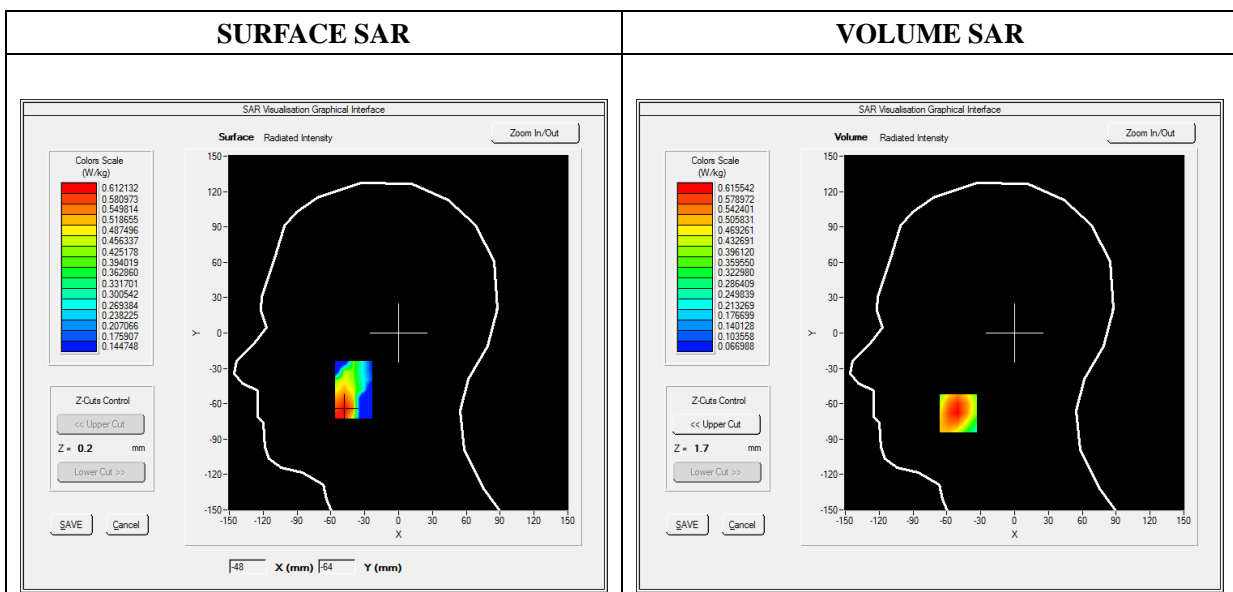 SURFACE SAR
VOLUME SAR
SAR Visualisation Graphical Interface
Surface Radiated Intensity
Zoom In/Out
Colors Scale
(W/kg)
0.612132
0.580973
0.549814
0.518655
0.487496
0.456337
0.425178
0.394019
0.362860
0.331701
0.300542
0.269384
0.238225
0.207066
0.175907
0.144748
Z-Cuts Control
<< Upper Cut
Z = 0.2 mm
Lower Cut >>
SAVE Cancel
150
120
90
60
30
0
-30
-60
-90
-120
-150
Y
-150 -120 -90 -60 -30 0 30 60 90 120 150
X
-48 X (mm) -64 Y (mm)
SAR Visualisation Graphical Interface
Volume Radiated Intensity
Zoom In/Out
Colors Scale
(W/kg)
0.615542
0.578972
0.542401
0.505831
0.469261
0.432691
0.396120
0.359550
0.322980
0.286409
0.249839
0.213269
0.176699
0.140128
0.103558
0.066988
Z-Cuts Control
<< Upper Cut
Z = 1.7 mm
Lower Cut >>
SAVE Cancel
150
120
90
60
30
0
-30
-60
-90
-120
-150
Y
-150 -120 -90 -60 -30 0 30 60 90 120 150
X